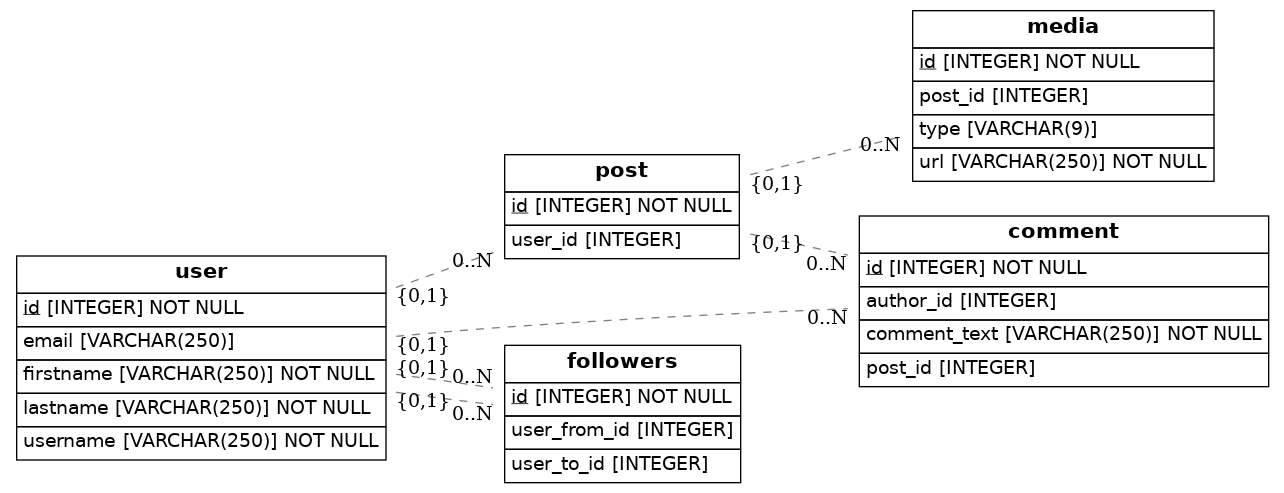 media
id [INTEGER] NOT NULL
post_id [INTEGER]
type [VARCHAR(9)]
url [VARCHAR(250)] NOT NULL
0..N
{0,1}
post
id [INTEGER] NOT NULL
user_id [INTEGER]
{0,1}
0..N
comment
id [INTEGER] NOT NULL
author_id [INTEGER]
comment_text [VARCHAR(250)] NOT NULL
post_id [INTEGER]
0..N
{0,1}
user
id [INTEGER] NOT NULL
email [VARCHAR(250)]
firstname [VARCHAR(250)] NOT NULL
lastname [VARCHAR(250)] NOT NULL
username [VARCHAR(250)] NOT NULL
0..N
{0,1}
{0,1}
0..N
{0,1}
0..N
followers
id [INTEGER] NOT NULL
user_from_id [INTEGER]
user_to_id [INTEGER]